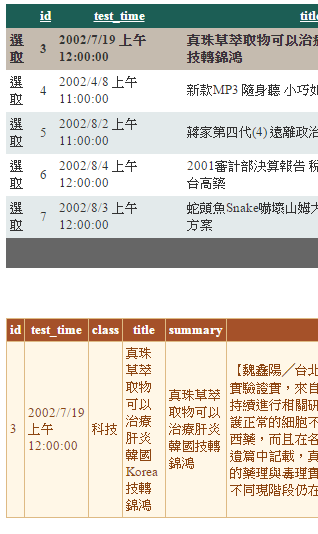 id test_time title
選取 3 2002/7/19 上午 真珠草萃取物可以治療
12:00:00 技轉錦鴻
選取 4 2002/4/8 上午 新款MP3 隨身聽 小巧如
11:00:00
選取 5 2002/8/2 上午 蔣家第四代(4) 遠離政治
11:00:00
選取 6 2002/8/4 上午 2001審計部決算報告 稅
12:00:00 台高築
選取 7 2002/8/3 上午 蛇頭魚Snake嚇壞山姆大
12:00:00 方案
id test_time class title summary
3
2002/7/19
上午
12:00:00
科技
真珠
草萃
取物
可以
治療
肝炎
韓國
Korea
技轉
錦鴻
真珠草萃
取物可以
治療肝炎
韓國技轉
錦鴻
【魏鑫陽╱台北
實驗證實，來自
持續進行相關研
護正常的細胞不
西藥，而且在名
遺篇中記載，真
的藥理與毒理實
不同現階段仍在